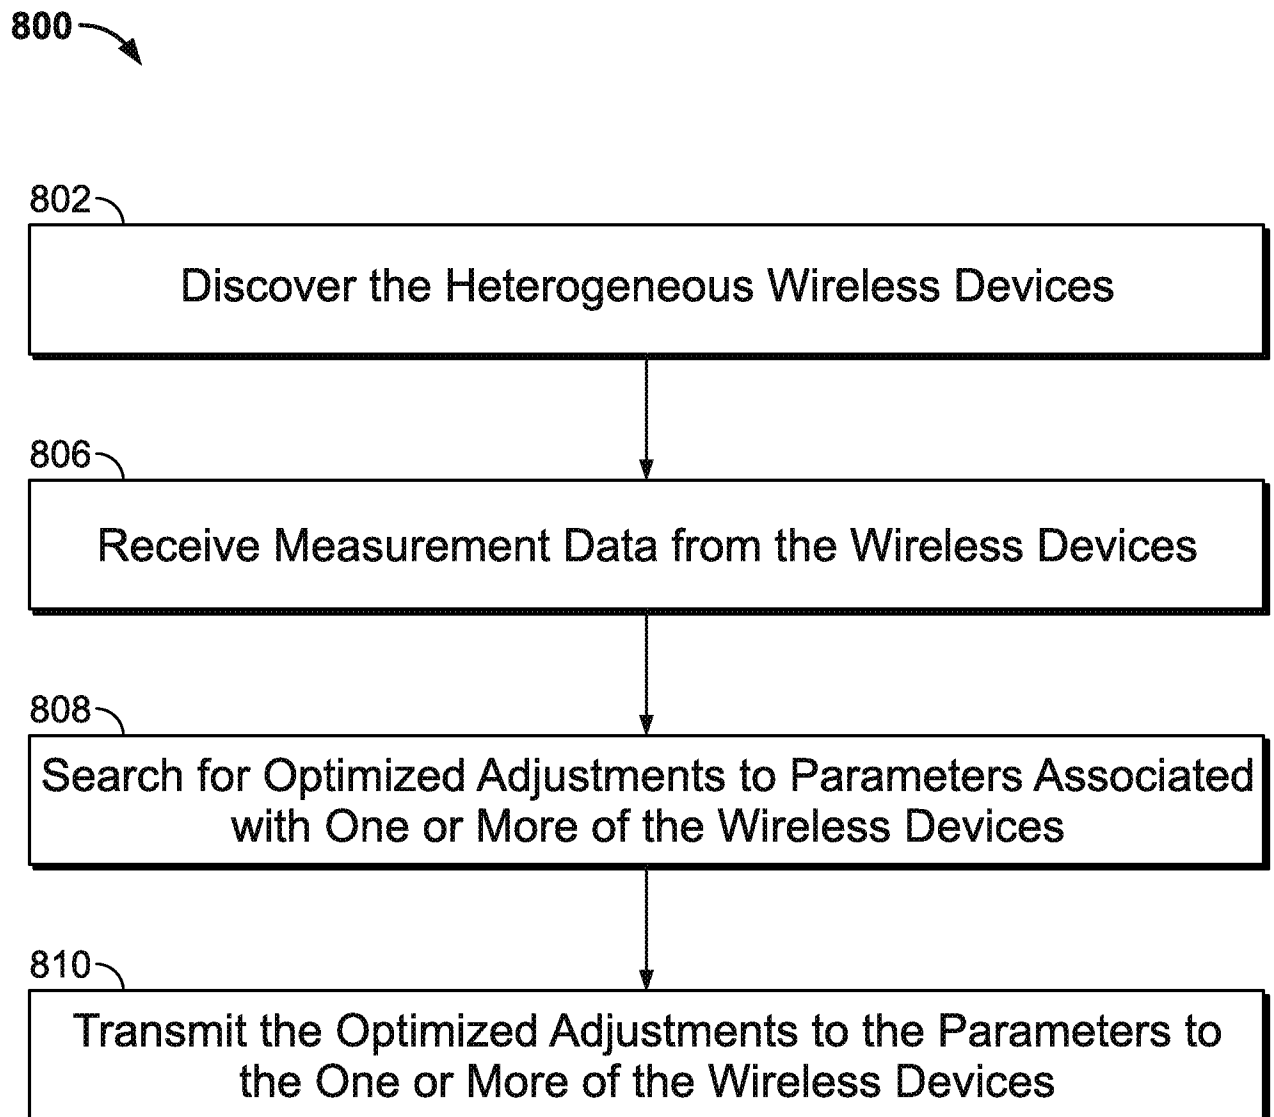 800
802
Discover the Heterogeneous Wireless Devices
806
Receive Measurement Data from the Wireless Devices
808
Search for Optimized Adjustments to Parameters Associated
with One or More of the Wireless Devices
810
Transmit the Optimized Adjustments to the Parameters to
the One or More of the Wireless Devices